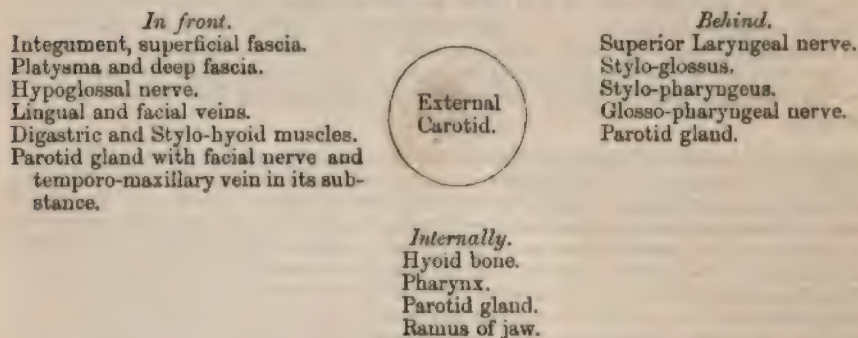 In front.
Integument, superficial fascia.
Platysma and deep fascia.
Hypoglossal nerve.
Lingual and facial veins.
Digastric and Stylo-hyoid muscles.
Parotid gland with facial nerve and
temporo-maxillary vein in its sub-
stance.
External
Carotid.
Behind.
Superior Laryngeal nerve.
Stylo-glossus.
Stylo-pharyngeus.
Glosso-pharyngeal nerve.
Parotid gland.
Internally.
Hyoid bone.
Pharynx.
Parotid gland.
Ramus of jaw.